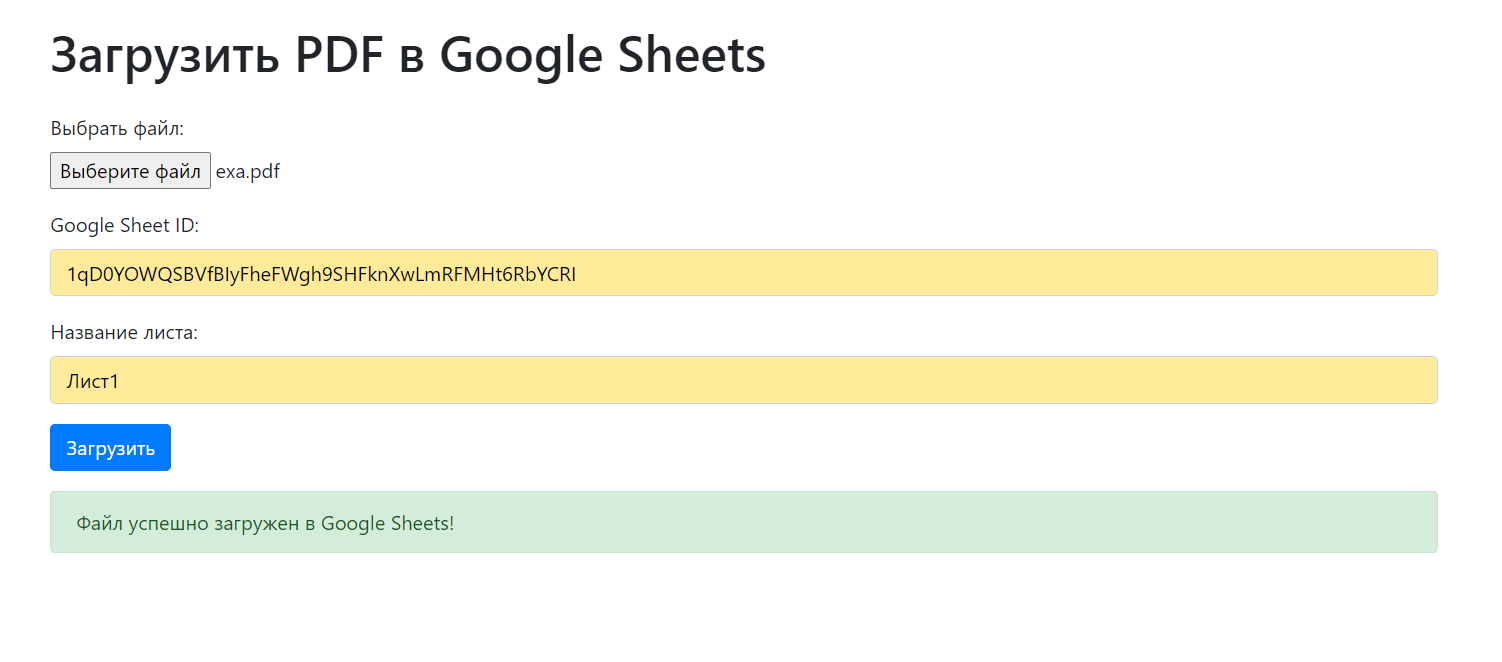 Загрузить PDF в Google Sheets
Выбрать файл:
Выберите файл exa.pdf
Google Sheet ID:
1qD0YOWQSBVfBIyFheFWgh9SHFknXwLmRFMHt6RbYCRI
Название листа:
Лист1
Загрузить
Файл успешно загружен в Google Sheets!